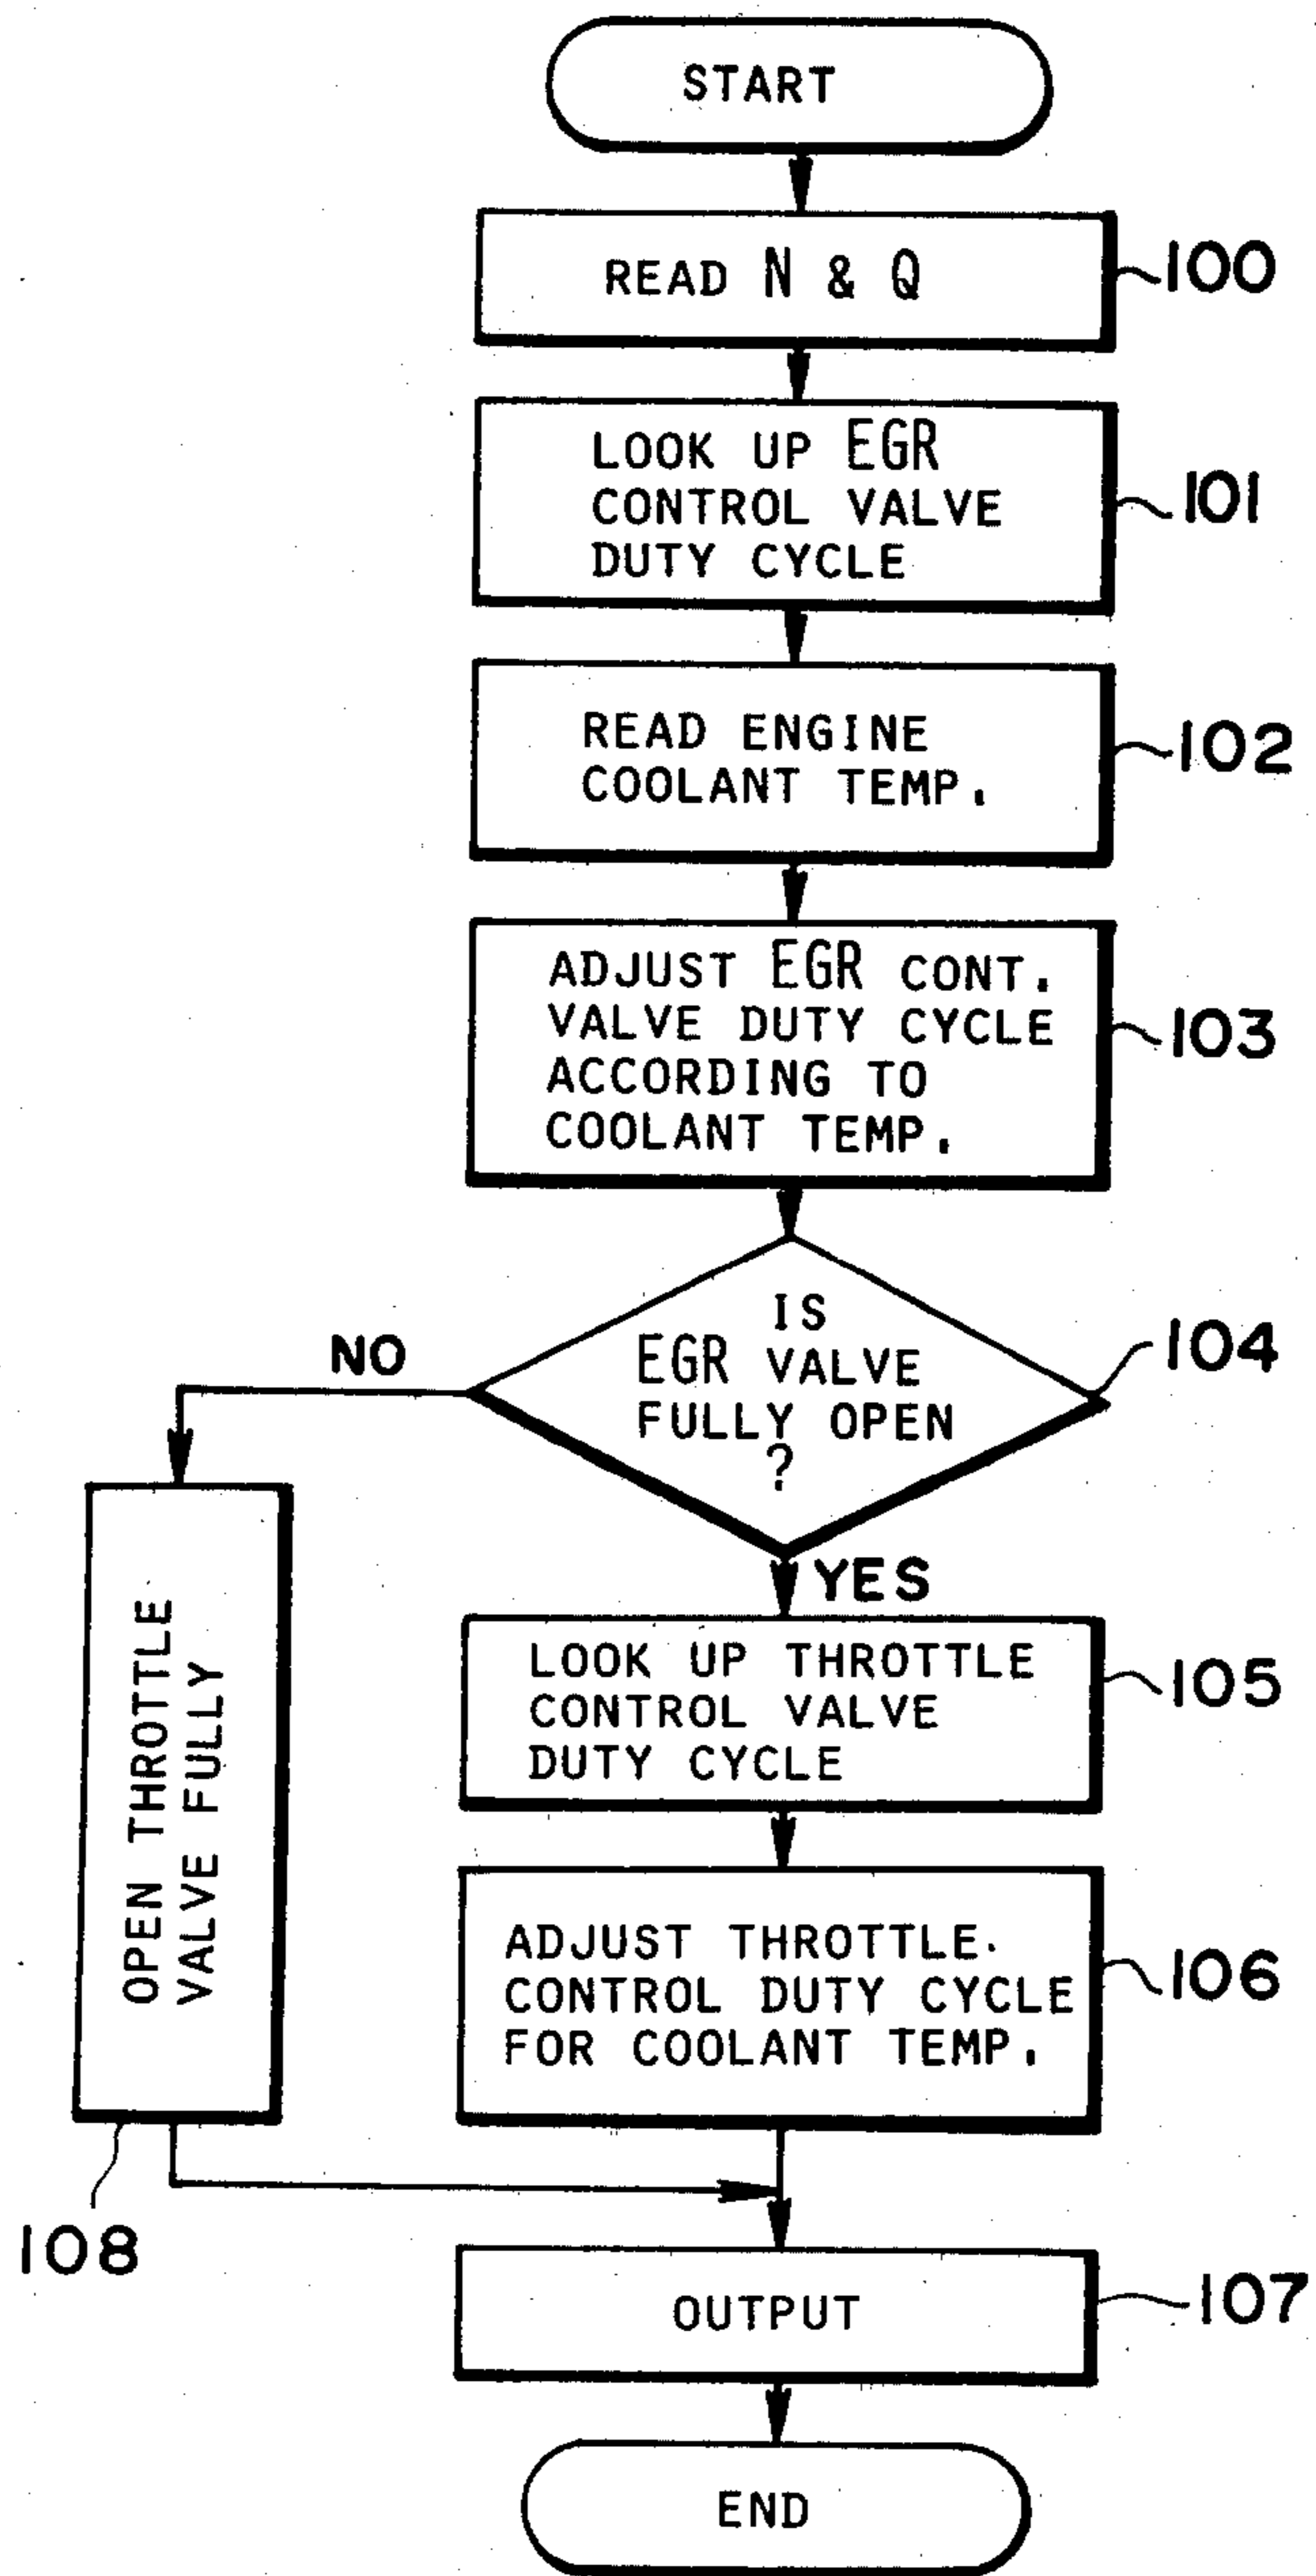 START
READ N & Q
100
LOOK UP EGR
CONTROL VALVE
DUTY CYCLE
101
READ ENGINE
COOLANT TEMP.
102
ADJUST EGR CONT.
VALVE DUTY CYCLE
ACCORDING TO
COOLANT TEMP.
103
IS
EGR VALVE
FULLY OPEN
?
104
NO
YES
OPEN THROTTLE
VALVE FULLY
108
LOOK UP THROTTLE
CONTROL VALVE
DUTY CYCLE
105
ADJUST THROTTLE
CONTROL DUTY CYCLE
FOR COOLANT TEMP.
106
OUTPUT
107
END